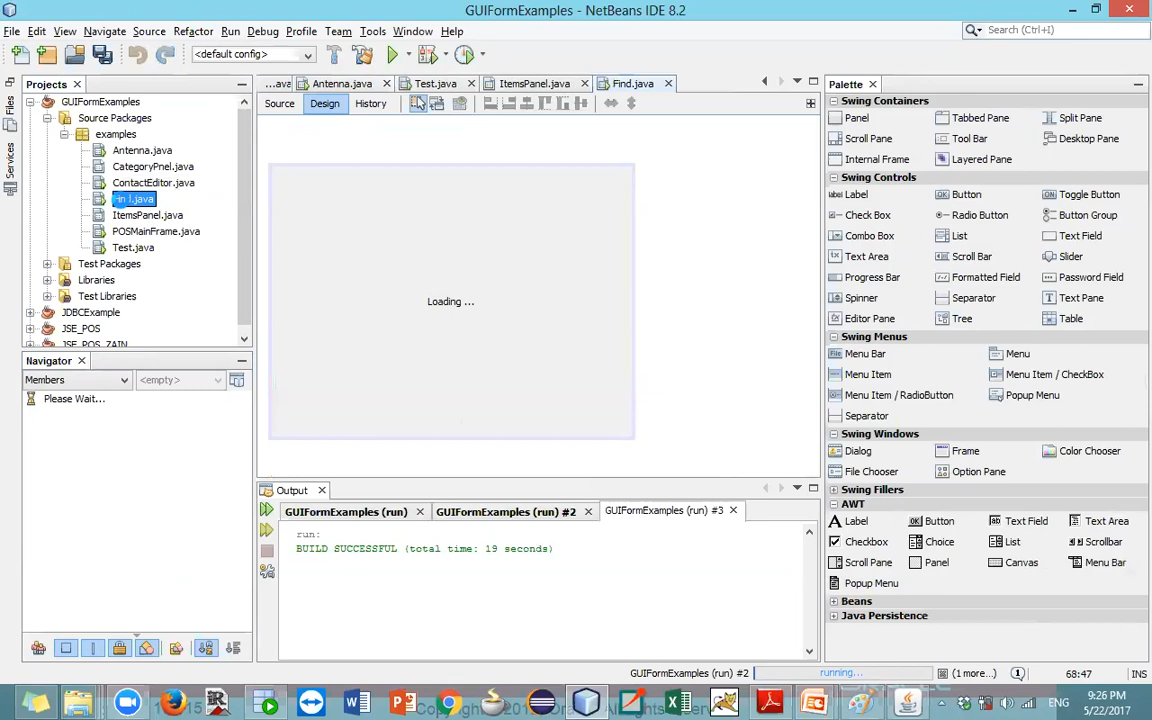 GUIFormExamples - NetBeans IDE 8.2
File Edit View Navigate Source Refactor Run Debug Profile Team Tools Window Help
Search (Ctrl+I)
<default config>
Projects
...ava Antenna.java Test.java ItemsPanel.java Find.java
Palette
Files
Services
GUIFormExamples
Source Packages
examples
Antenna.java
CategoryPnel.java
ContactEditor.java
ItemsPanel.java
POSMainFrame.java
Test.java
Test Packages
Libraries
Test Libraries
JDBCExample
JSE_POS
JSE_POS_ZAIN
Source Design History
Loading ...
Navigator
Members <empty>
Please Wait...
Output
GUIFormExamples (run) GUIFormExamples (run) #2 GUIFormExamples (run) #3
run:
BUILD SUCCESSFUL (total time: 19 seconds)
Swing Containers
Panel Tabbed Pane Split Pane
Scroll Pane Tool Bar Desktop Pane
Internal Frame Layered Pane
Swing Controls
Label Button Toggle Button
Check Box Radio Button Button Group
Combo Box List Text Field
Text Area Scroll Bar Slider
Progress Bar Formatted Field Password Field
Spinner Separator Text Pane
Editor Pane Tree Table
Swing Menus
Menu Bar Menu
Menu Item Menu Item / CheckBox
Menu Item / RadioButton Popup Menu
Separator
Swing Windows
Dialog Frame Color Chooser
File Chooser Option Pane
Swing Fillers
AWT
Label Button Text Field Text Area
Checkbox Choice List Scrollbar
Scroll Pane Panel Canvas Menu Bar
Popup Menu
Beans
Java Persistence
GUIFormExamples (run) #2 running... (1 more...) 68:47 INS
ENG
9:26 PM
5/22/2017